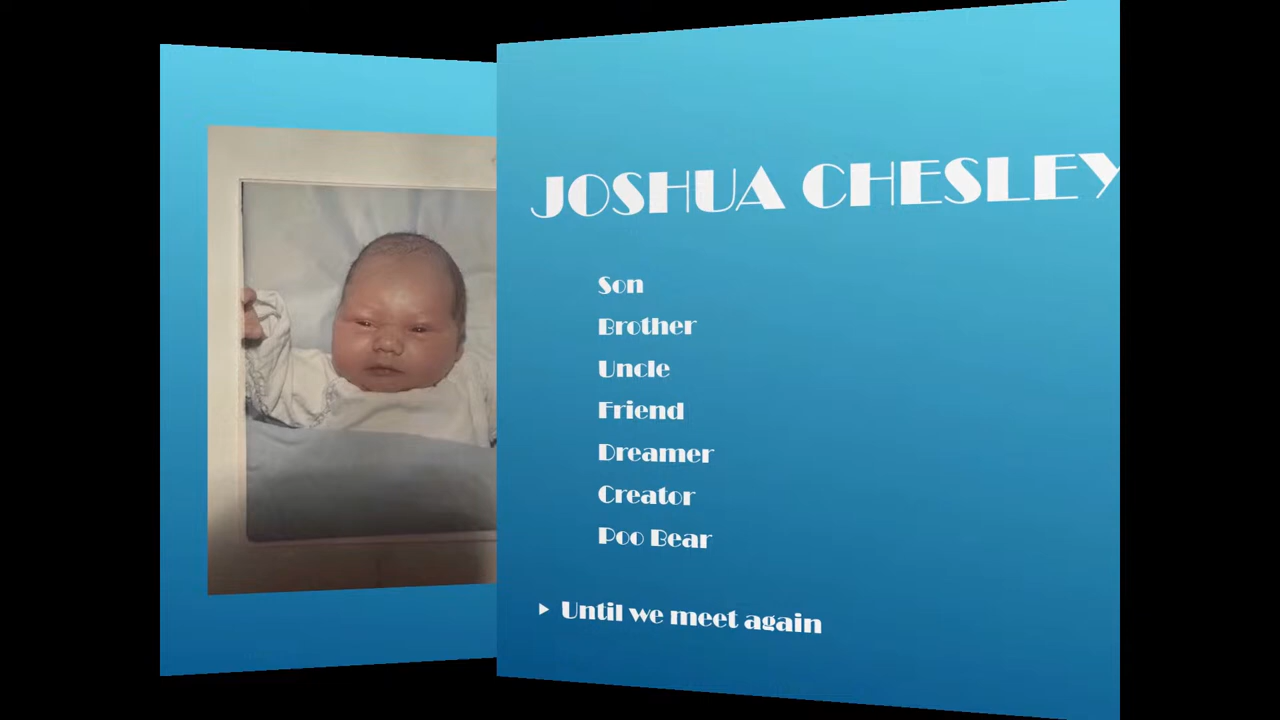 JOSHUA CHESLEY
Son
Brother
Uncle
Friend
Dreamer
Creator
Poo Bear
Until we meet again